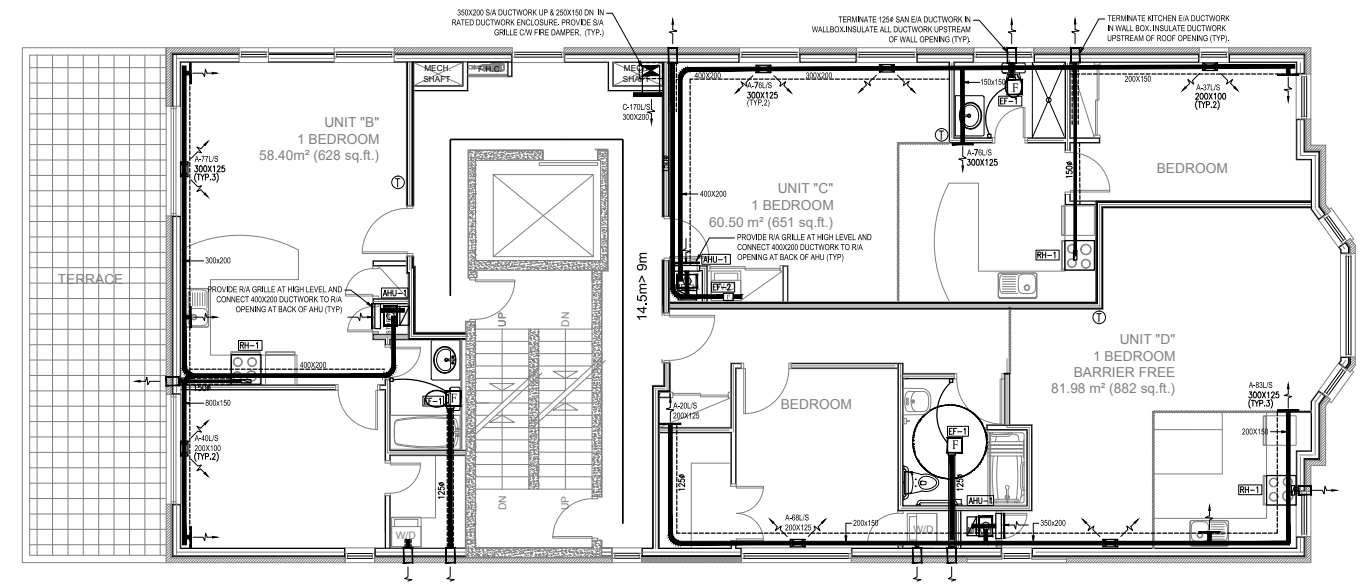 350X200 S/A DUCTWORK UP & 250X150 DN IN
RATED DUCTWORK ENCLOSURE. PROVIDE S/A
GRILLE C/W FIRE DAMPER. (TYP.)
TERMINATE 125ø SAN E/A DUCTWORK IN
WALLBOX.INSULATE ALL DUCTWORK UPSTREAM
OF WALL OPENING (TYP).
TERMINATE KITCHEN E/A DUCTWORK
IN WALL BOX. INSULATE DUCTWORK
UPSTREAM OF ROOF OPENING (TYP).
MECH.
SHAFT
F.H.C.
MECH.
SHAFT
C-170L/S
300X200
400X200
300X200
A-76L/S
300X125
(TYP.2)
150x150
F
EF-1
200X150
A-37L/S
200X100
(TYP.2)
UNIT "B"
1 BEDROOM
58.40m² (628 sq.ft.)
A-77L/S
300X125
(TYP.3)
T
T
A-76L/S
300X125
150ø
150ø
BEDROOM
UNIT "C"
1 BEDROOM
60.50 m² (651 sq.ft.)
400X200
PROVIDE R/A GRILLE AT HIGH LEVEL AND
CONNECT 400X200 DUCTWORK TO R/A
OPENING AT BACK OF AHU (TYP)
AHU-1
EF-2
RH-1
300x200
TERRACE
PROVIDE R/A GRILLE AT HIGH LEVEL AND
CONNECT 400X200 DUCTWORK TO R/A
OPENING AT BACK OF AHU (TYP)
AHU-1
14.5m> 9m
UP
DN
T
RH-1
400X200
150ø
800x150
EF-1
F
UNIT "D"
1 BEDROOM
BARRIER FREE
81.98 m² (882 sq.ft.)
BEDROOM
A-20L/S
200X125
A-83L/S
300X125
(TYP.3)
200X150
A-40L/S
200X100
(TYP.2)
EF-1
F
125ø
125ø
125ø
AHU-1
RH-1
DN
UP
W/D
A-68L/S
200X125
200x150
W/D
350x200